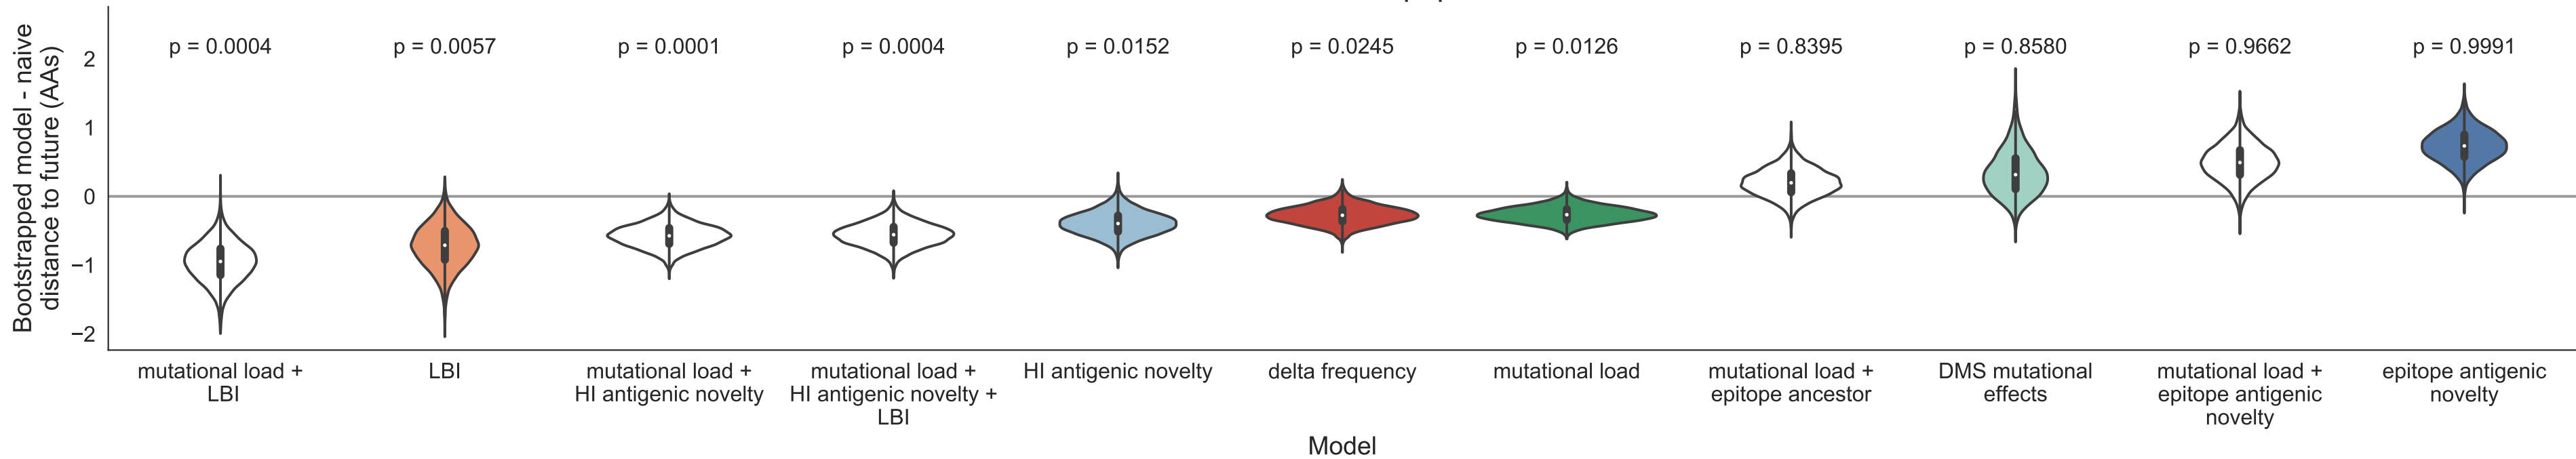 p = 0.0004 p = 0.0057 p = 0.0001 p = 0.0004 p = 0.0152 p = 0.0245 p = 0.0126 p = 0.8395 p = 0.8580 p = 0.9662 p = 0.9991
Bootstrapped model - naive
distance to future (AAs)
2
1
0
−1
−2
mutational load +
LBI
LBI
mutational load +
HI antigenic novelty
mutational load +
HI antigenic novelty +
LBI
HI antigenic novelty
delta frequency
mutational load
mutational load +
epitope ancestor
DMS mutational
effects
mutational load +
epitope antigenic
novelty
epitope antigenic
novelty
Model